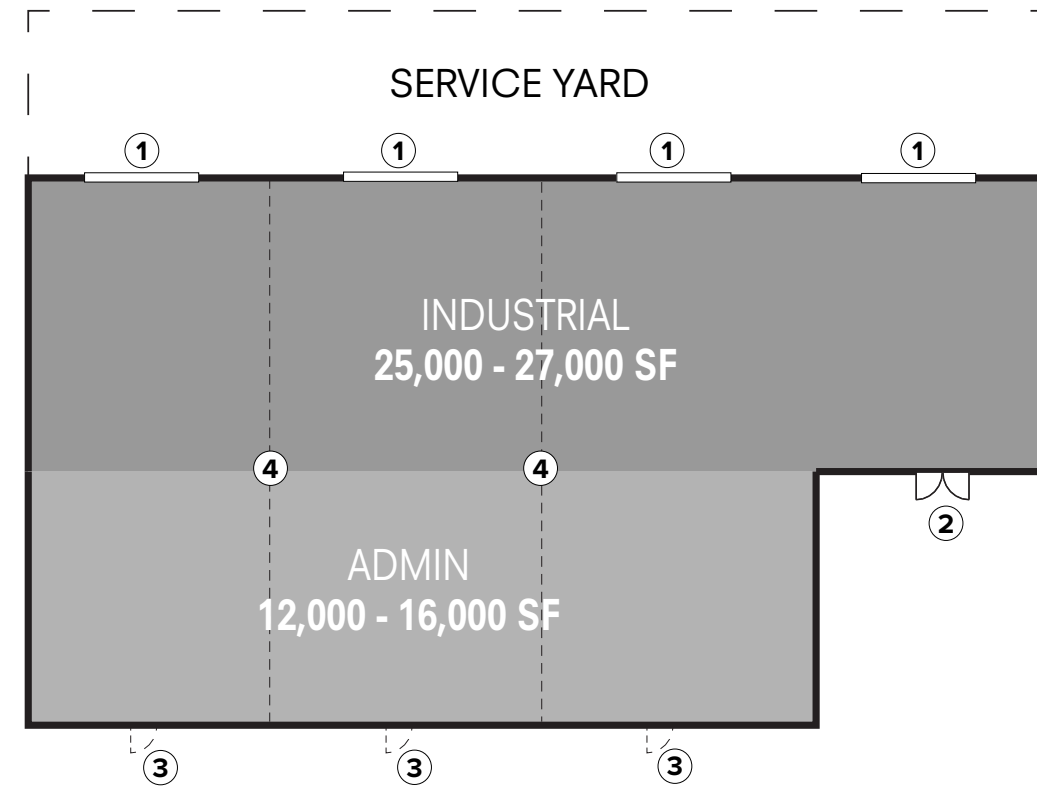 SERVICE YARD
1 1 1 1
INDUSTRIAL
25,000 - 27,000 SF
4 4
2
ADMIN
12,000 - 16,000 SF
3 3 3